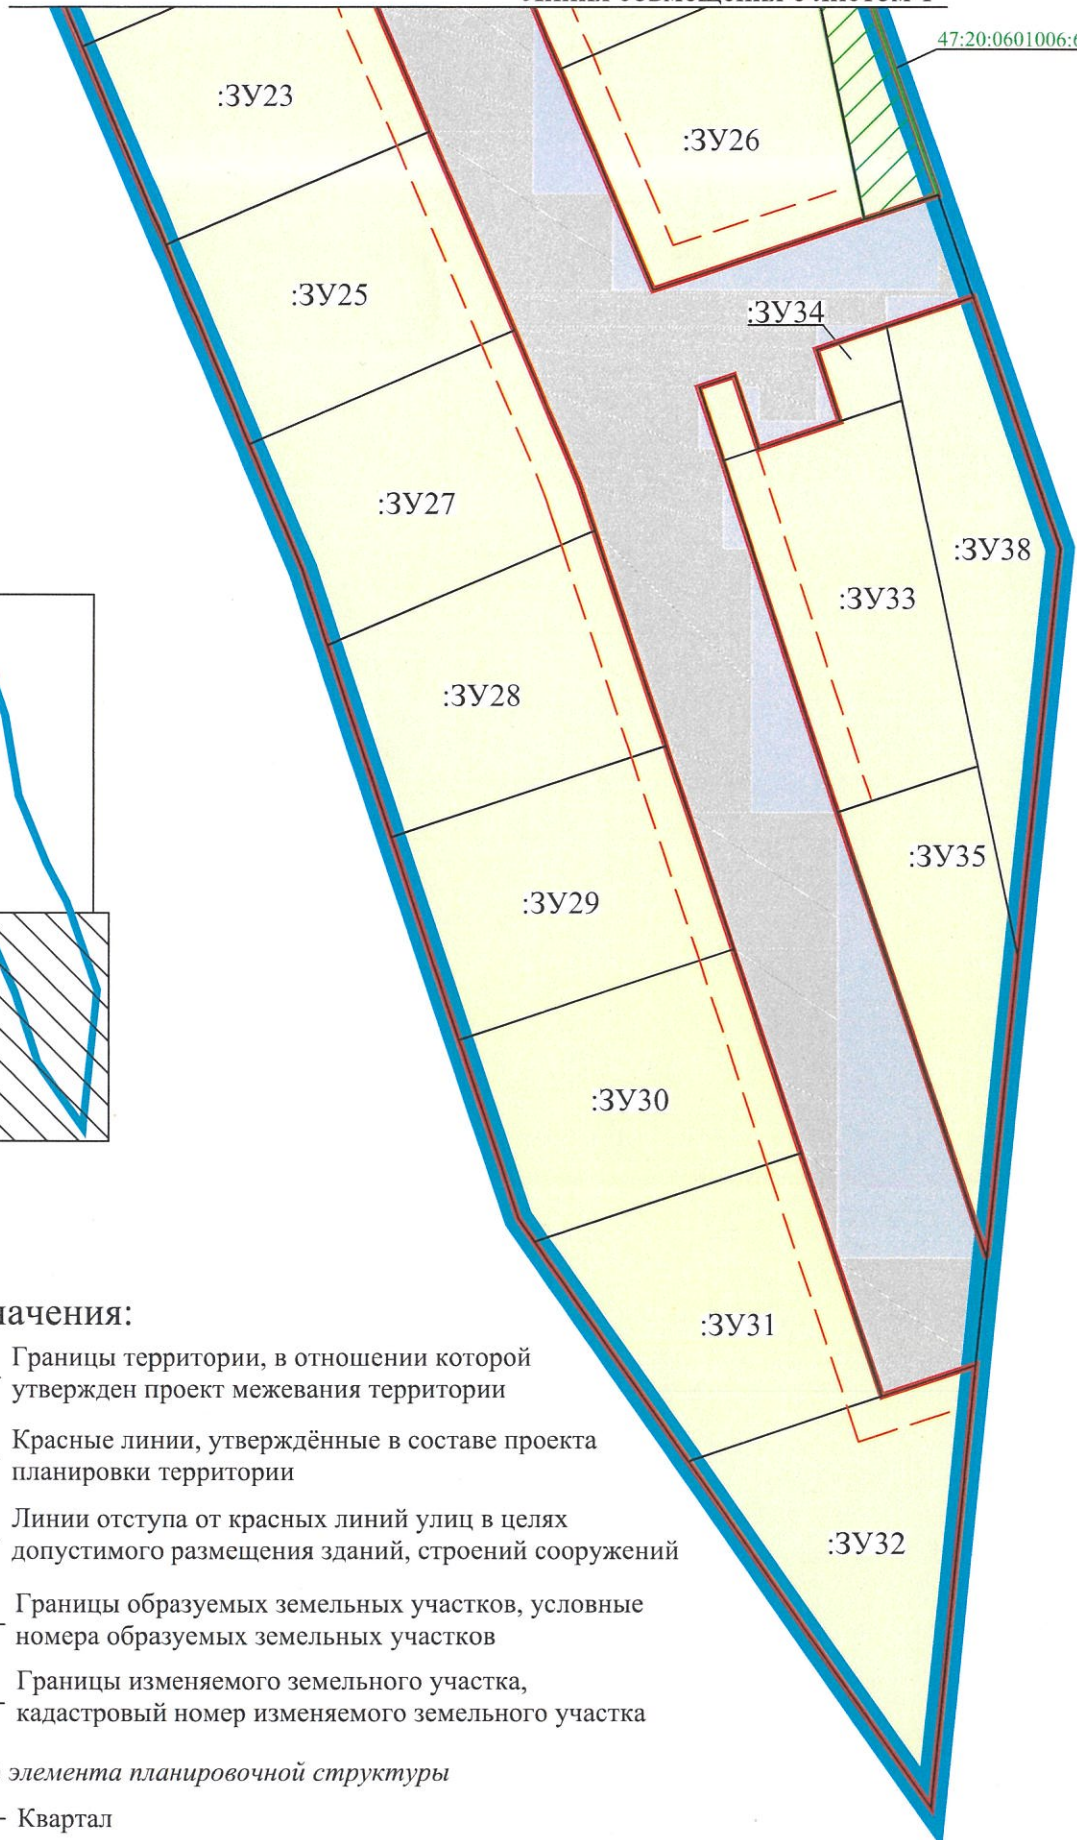 47:20:0601006:
:ЗУ23
:ЗУ26
:ЗУ25
:ЗУ34
:ЗУ27
:ЗУ38
:ЗУ33
:ЗУ28
:ЗУ35
:ЗУ29
:ЗУ30
:ЗУ31
:ЗУ32
начения:
Границы территории, в отношении которой
утвержден проект межевания территории
Красные линии, утверждённые в составе проекта
планировки территории
Линии отступа от красных линий улиц в целях
допустимого размещения зданий, строений сооружений
Границы образуемых земельных участков, условные
номера образуемых земельных участков
Границы изменяемого земельного участка,
кадастровый номер изменяемого земельного участка
элемента планировочной структуры
- Квартал